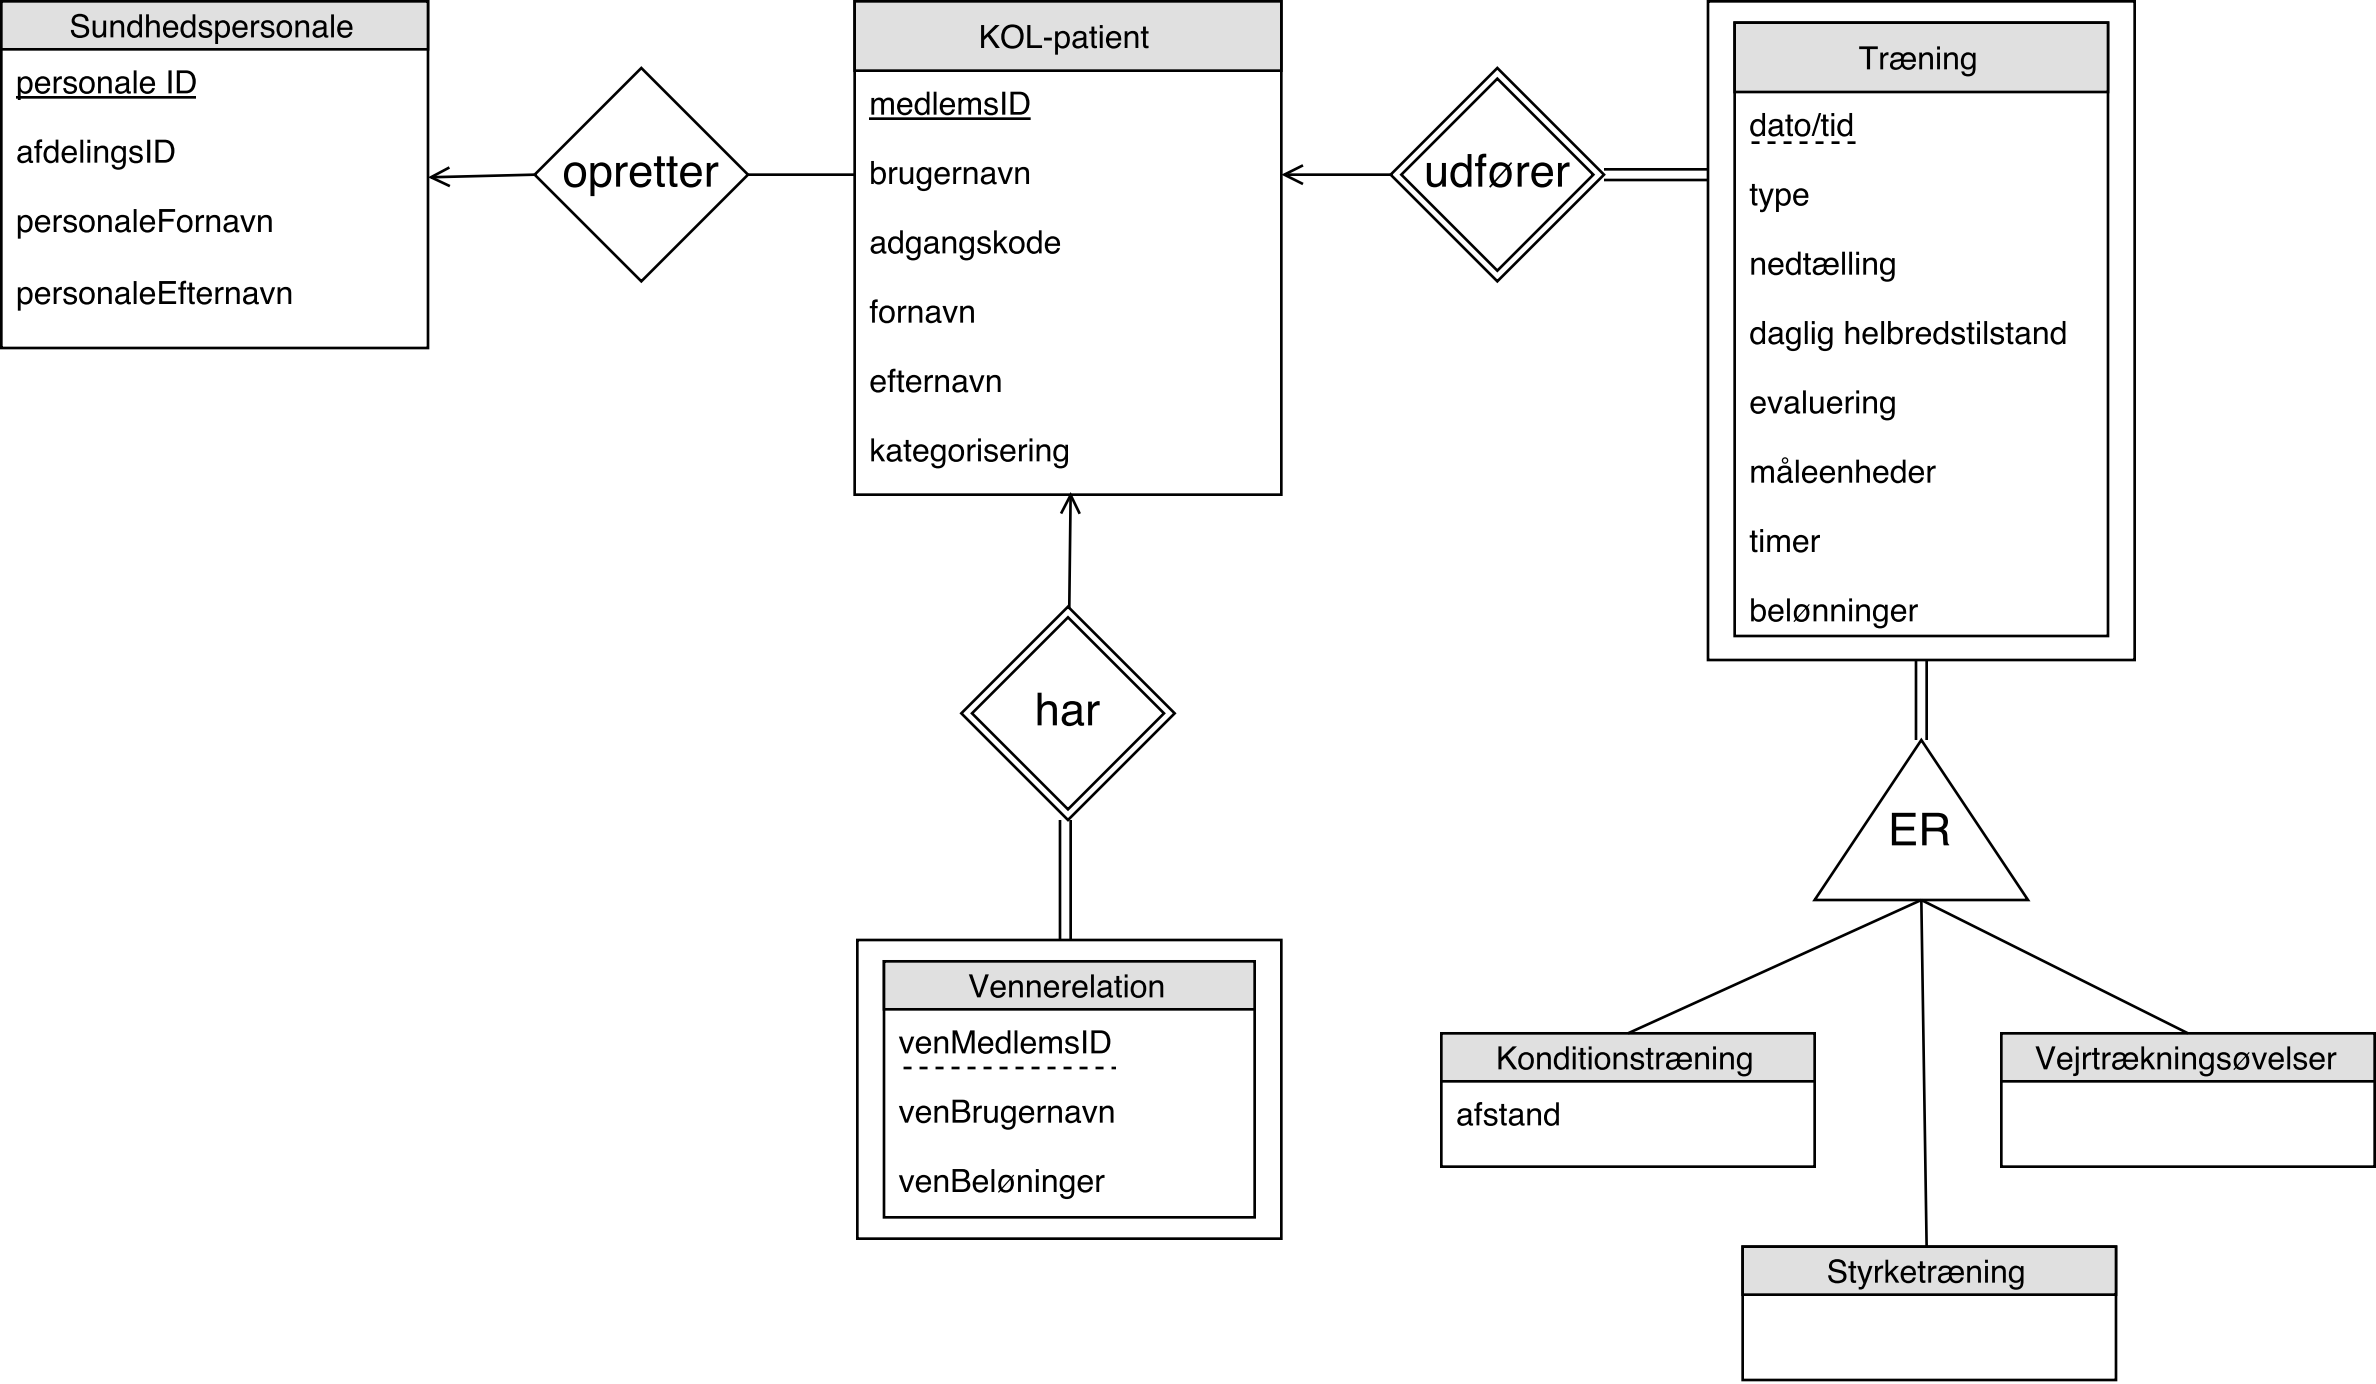 Sundhedspersonale
personale ID
afdelingsID
personaleFornavn
personaleEfternavn
opretter
KOL-patient
medlemsID
brugernavn
adgangskode
fornavn
efternavn
kategorisering
udfører
Træning
dato/tid
type
nedtælling
daglig helbredstilstand
evaluering
måleenheder
timer
belønninger
har
Vennerelation
venMedlemsID
venBrugernavn
venBeløninger
ER
Konditionstræning
afstand
Vejrtrækningsøvelser
Styrketræning